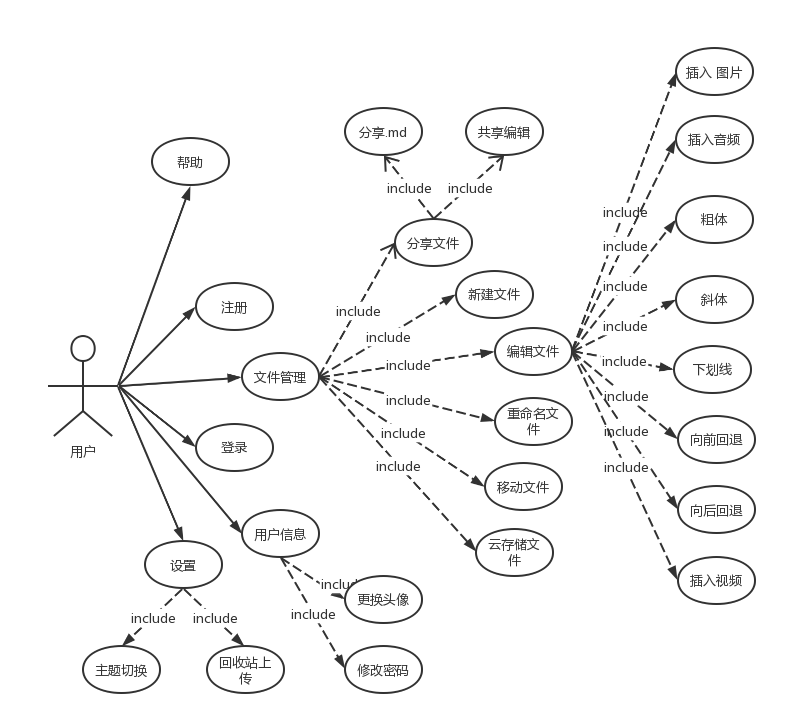 插入 图片
分享.md
共享编辑
插入音频
帮助
include
include
include
粗体
分享文件
include
include
新建文件
斜体
注册
include
include
include
编辑文件
include
include
下划线
文件管理
include
include
重命名文
件
include
向前回退
include
登录
用户
include
include
移动文件
向后回退
用户信息
云存储文
件
设置
插入视频
include
更换头像
include
include
include
主题切换
回收站上
传
修改密码